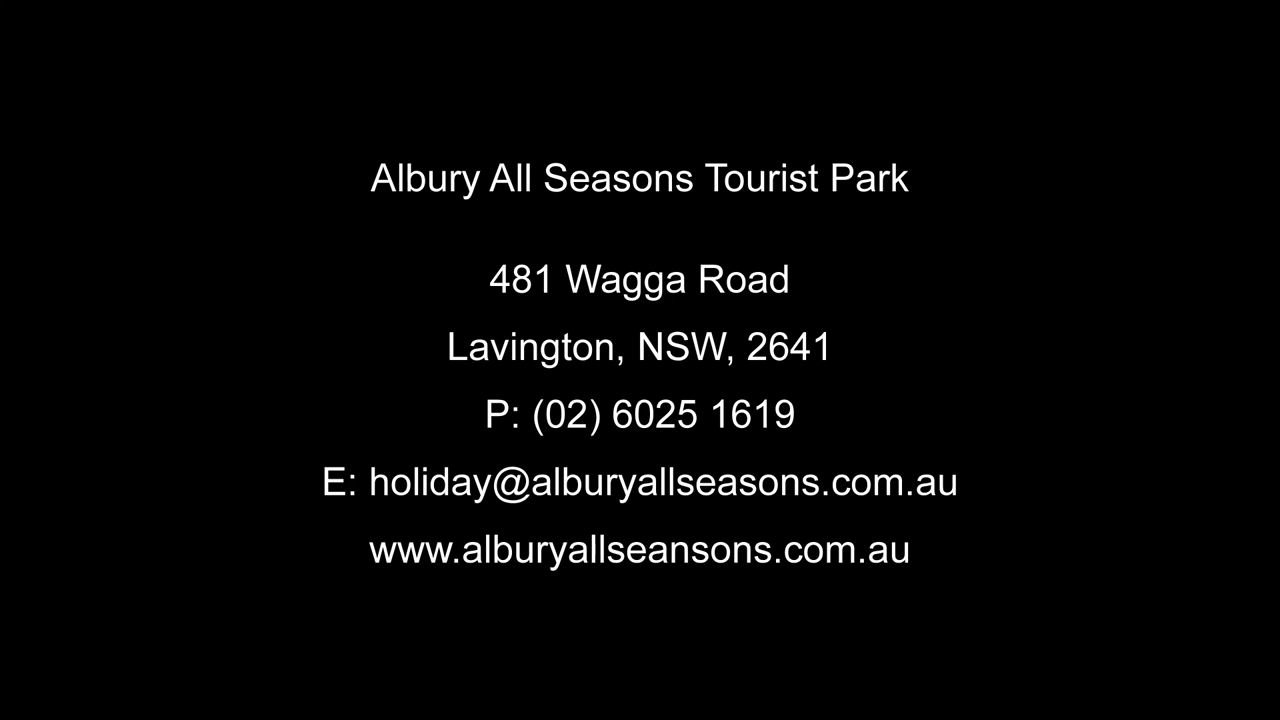 Albury All Seasons Tourist Park
481 Wagga Road
Lavington, NSW, 2641
P: (02) 6025 1619
E: holiday@alburyallseasons.com.au
www.alburyallseansons.com.au